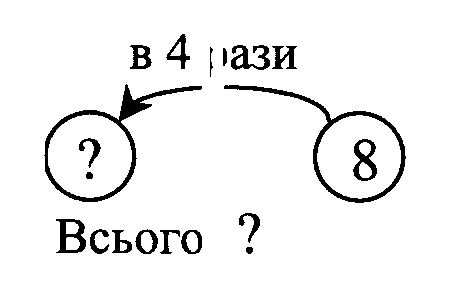 в 4 рази
? 8
Всього ?